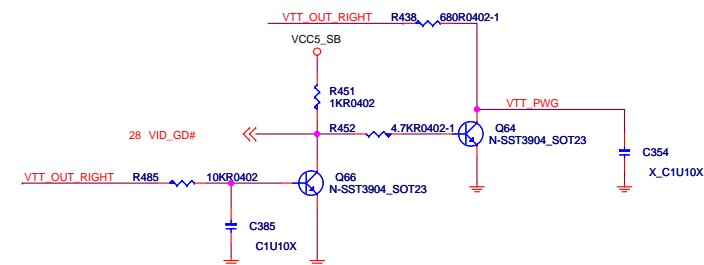 VTT_OUT_RIGHT R438 680R0402-1
VCC5_SB
R451
1KR0402
VTT_PWG
28 VID_GD#
R452 4.7KR0402-1
Q64
N-SST3904_SOT23
C354
X_C1U10X
VTT_OUT_RIGHT R485 10KR0402
Q66
N-SST3904_SOT23
C385
C1U10X